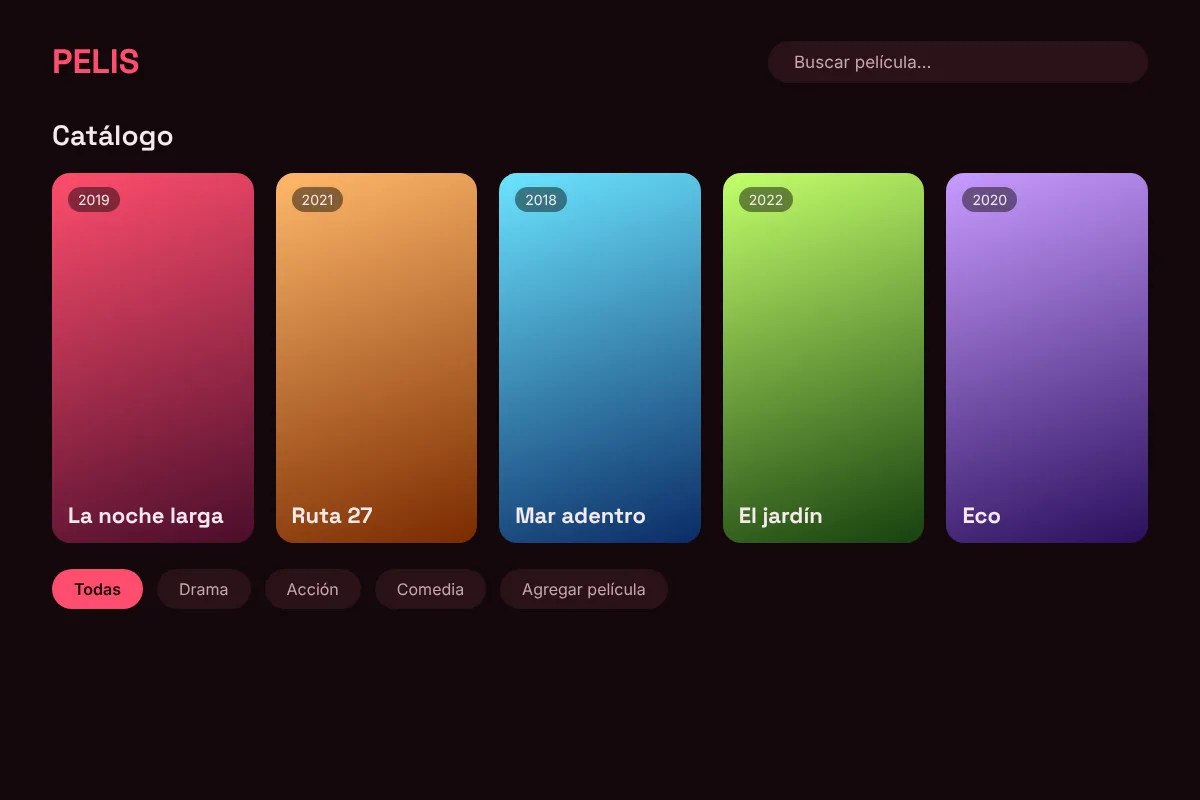 PELIS
Buscar película...
Catálogo
2019
2021
2018
2022
2020
La noche larga
Ruta 27
Mar adentro
El jardín
Eco
Todas
Drama
Acción
Comedia
Agregar película